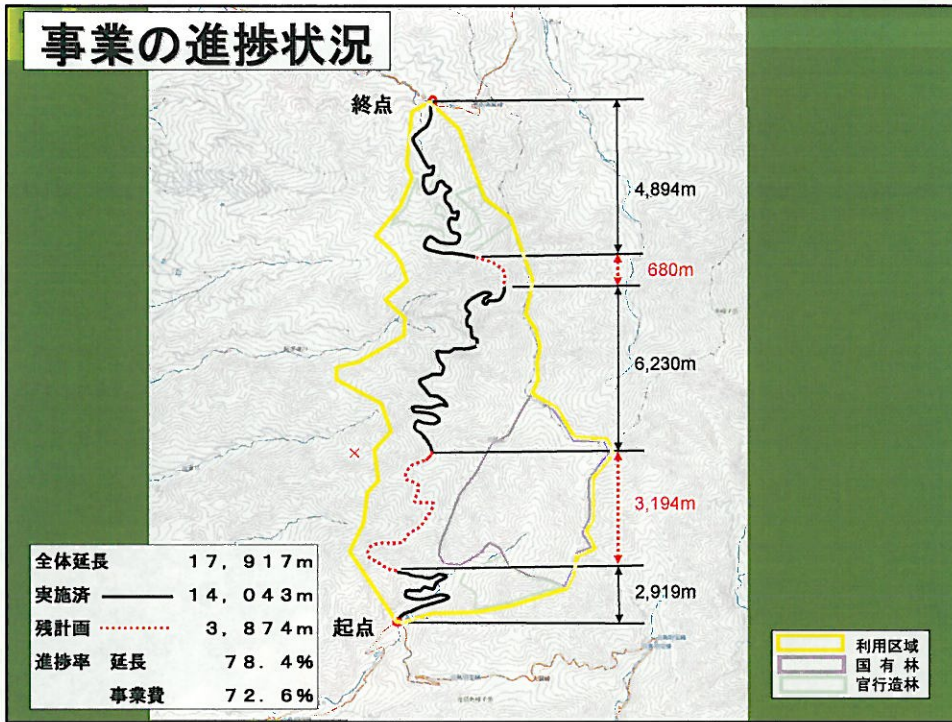 事業の進捗状況
終点
4,894m
680m
6,230m
×
3,194m
2,919m
起点
全体延長 17,917m
実施済 14,043m
残計画 3,874m
進捗率 延長 78.4%
事業費 72.6%
利用区域
国有林
官行造林